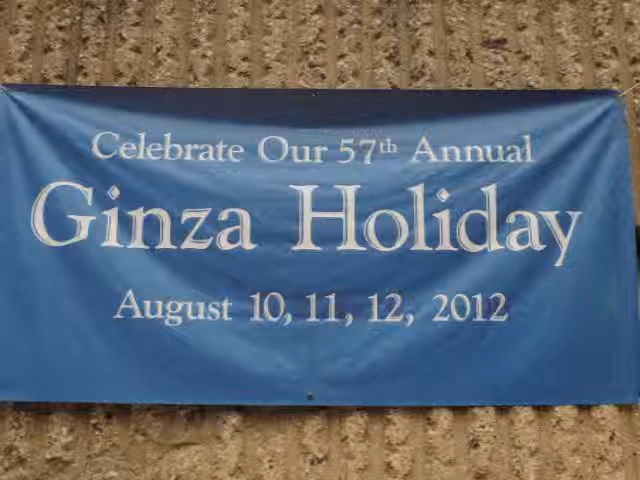 Celebrate Our 57th Annual
Ginza Holiday
August 10, 11, 12, 2012